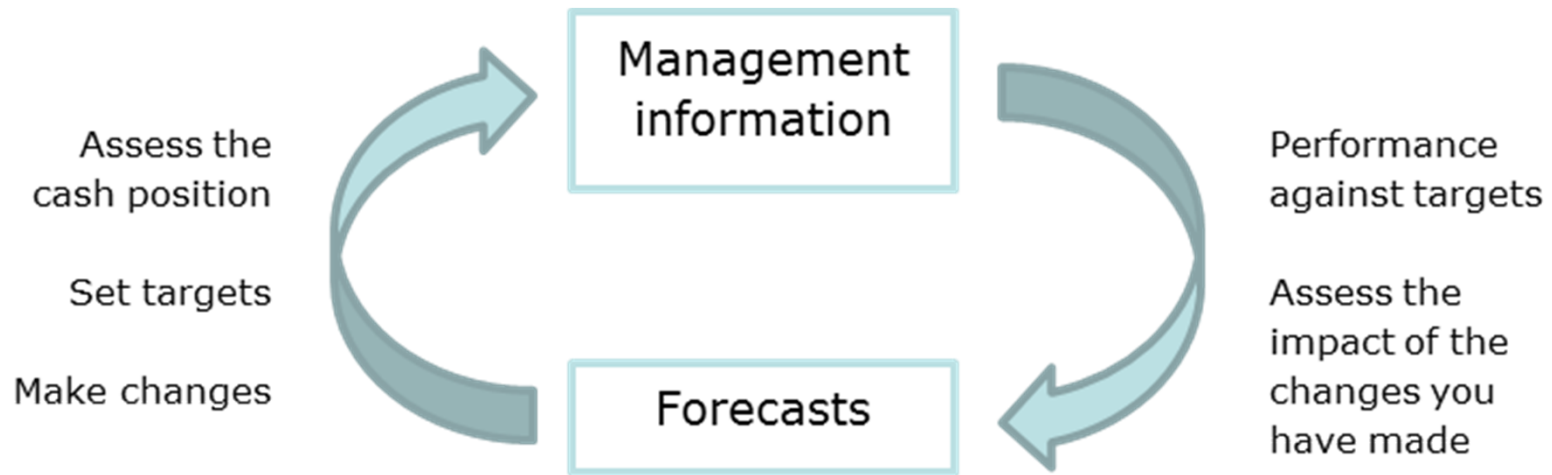 Management
information
Assess the
cash position
Set targets
Make changes
Performance
against targets
Assess the
impact of the
changes you
have made
Forecasts